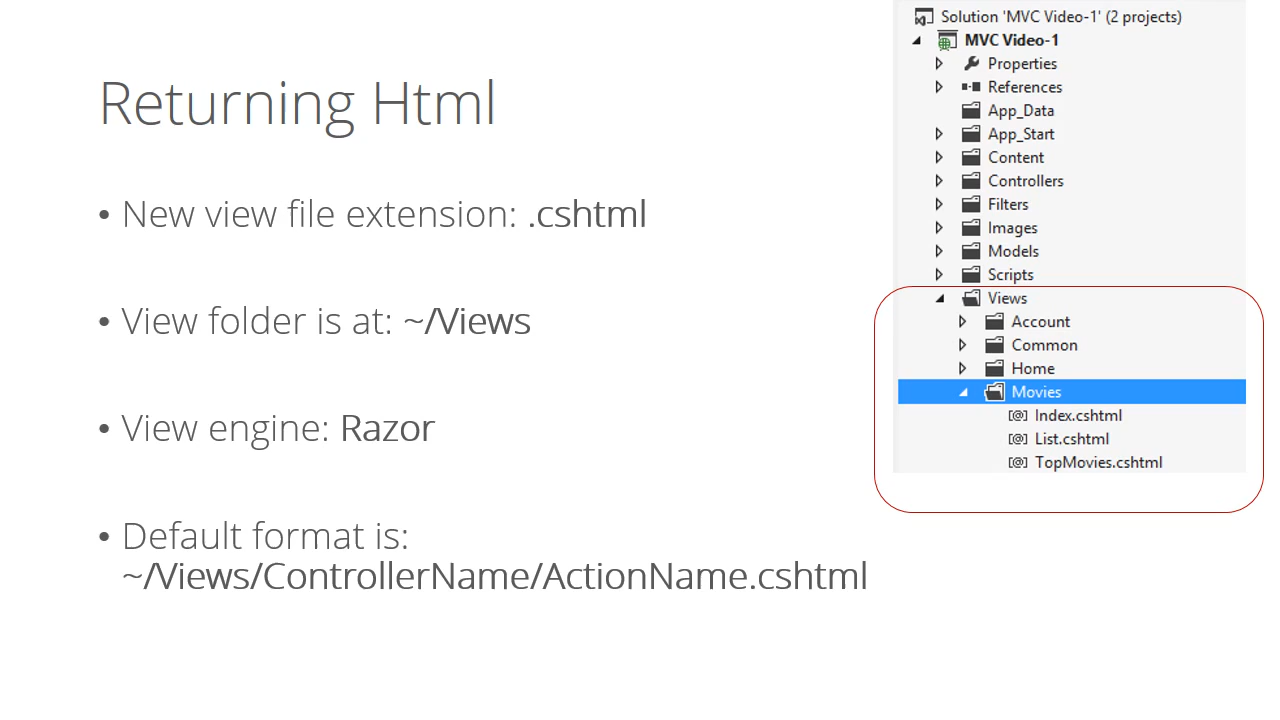 Returning Html
• New view file extension: .cshtml
• View folder is at: ~/Views
• View engine: Razor
• Default format is:
~/Views/ControllerName/ActionName.cshtml
Solution 'MVC Video-1' (2 projects)
MVC Video-1
Properties
References
App_Data
App_Start
Content
Controllers
Filters
Images
Models
Scripts
Views
Account
Common
Home
Movies
[@] Index.cshtml
[@] List.cshtml
[@] TopMovies.cshtml